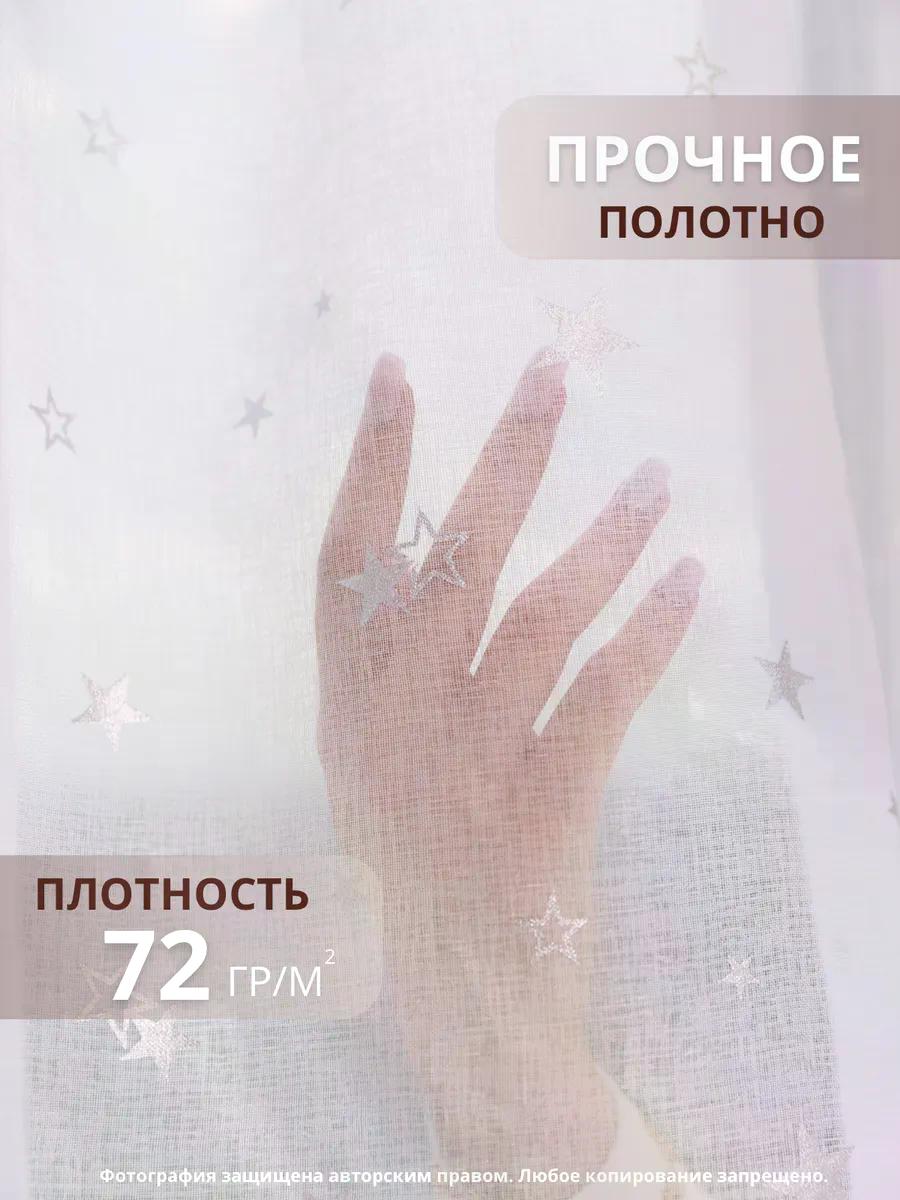 ПРОЧНОЕ
ПОЛОТНО
ПЛОТНОСТЬ
72 ГР/М²
Фотография защищена авторским правом. Любое копирование запрещено.